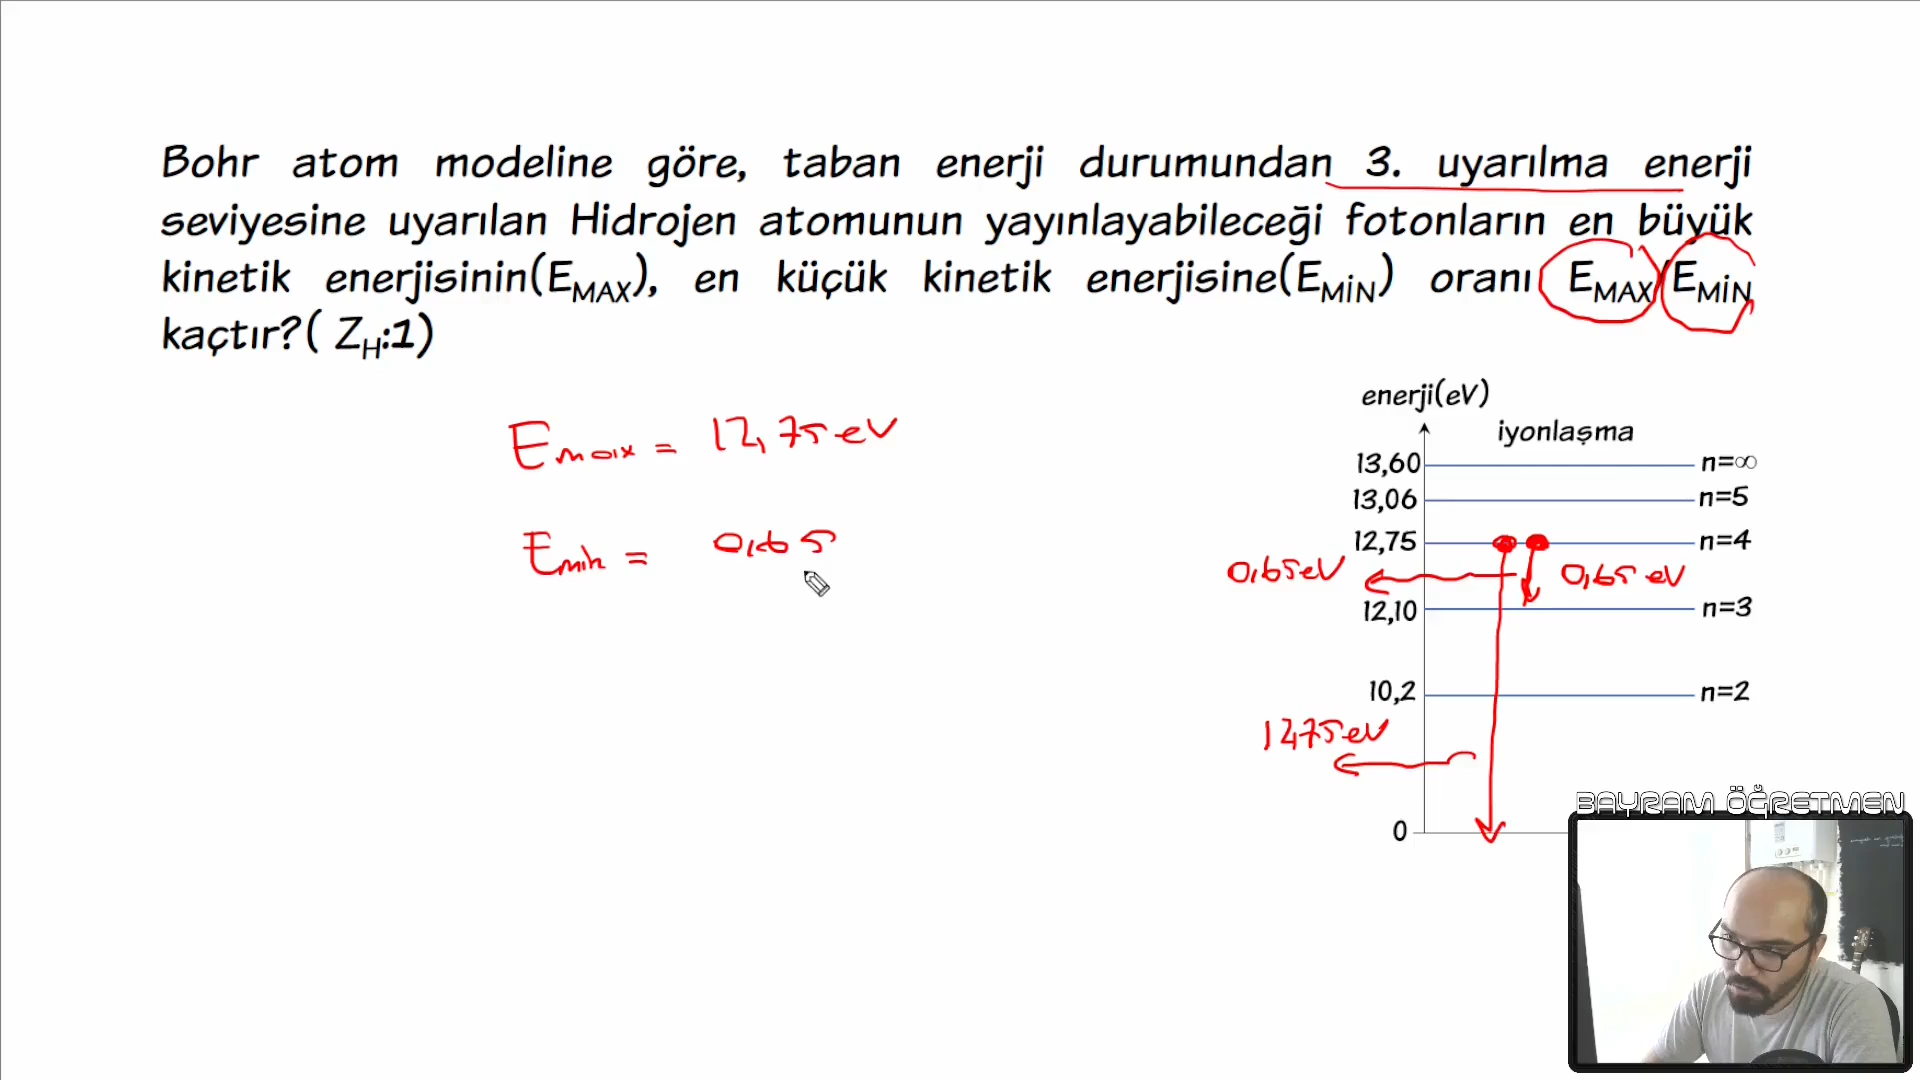 Bohr atom modeline göre, taban enerji durumundan 3. uyarılma enerji
seviyesine uyarılan Hidrojen atomunun yayınlayabileceği fotonların en büyük
kinetik enerjisinin(EMAX), en küçük kinetik enerjisine(EMİN) oranı EMAX/EMİN
kaçtır?( ZH:1)
Emax = 12,75 eV
Emin = 0,65
enerji(eV)
iyonlaşma
13,60 n=∞
13,06 n=5
12,75 n=4
0,65eV 0,65 eV
12,10 n=3
10,2 n=2
12,75eV
0
BAYRAM ÖĞRETMEN